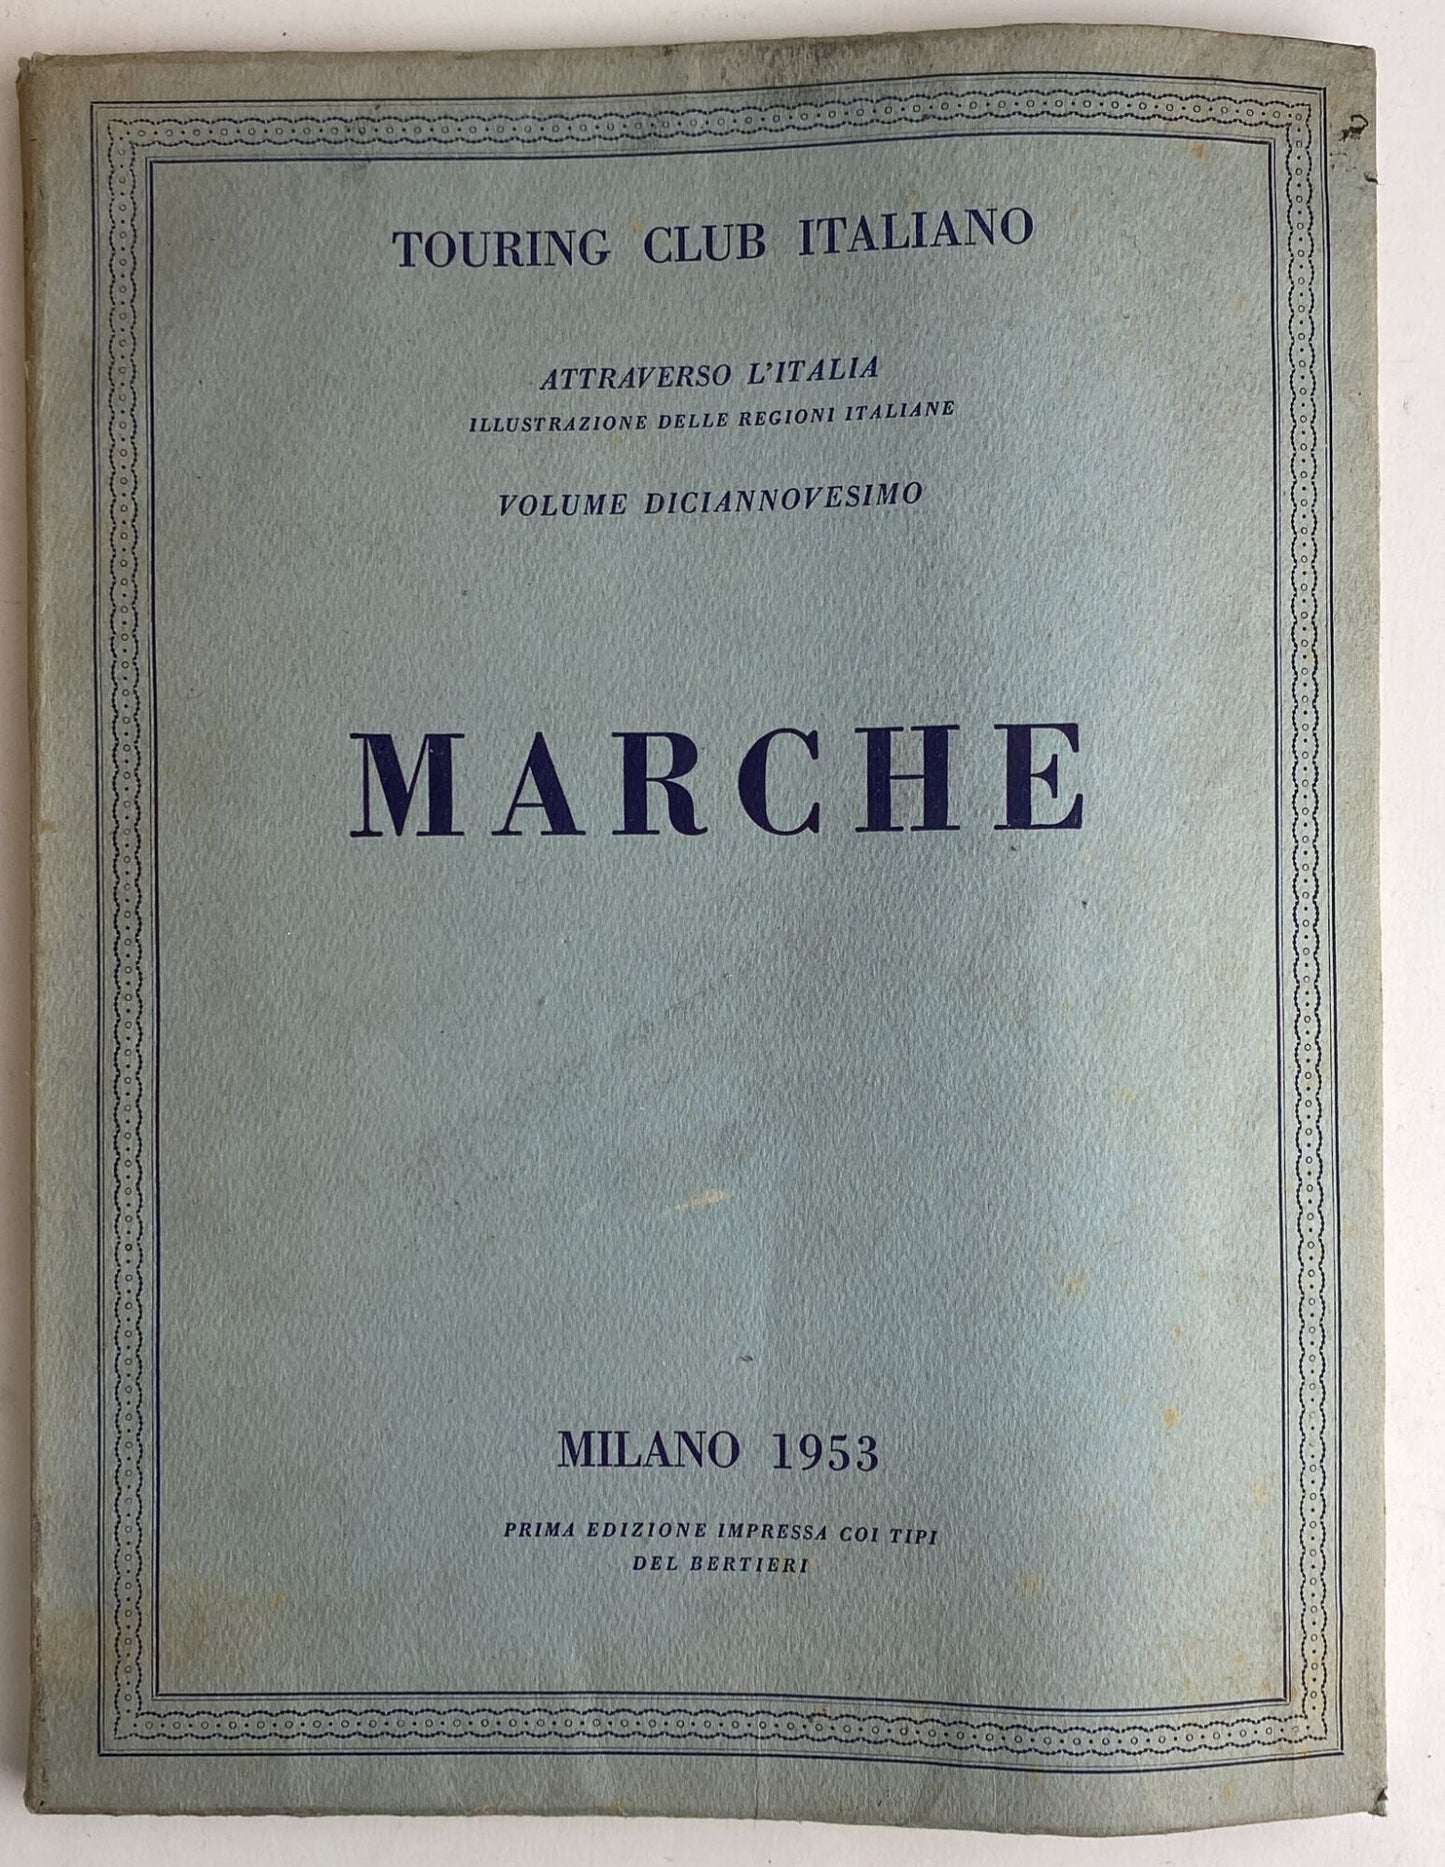 TOURING CLUB ITALIANO
ATTRAVERSO L'ITALIA
ILLUSTRAZIONE DELLE REGIONI ITALIANE
VOLUME DICIANNOVESIMO
MARCHE
MILANO 1953
PRIMA EDIZIONE IMPRESSA COI TIPI
DEL BERTIERI